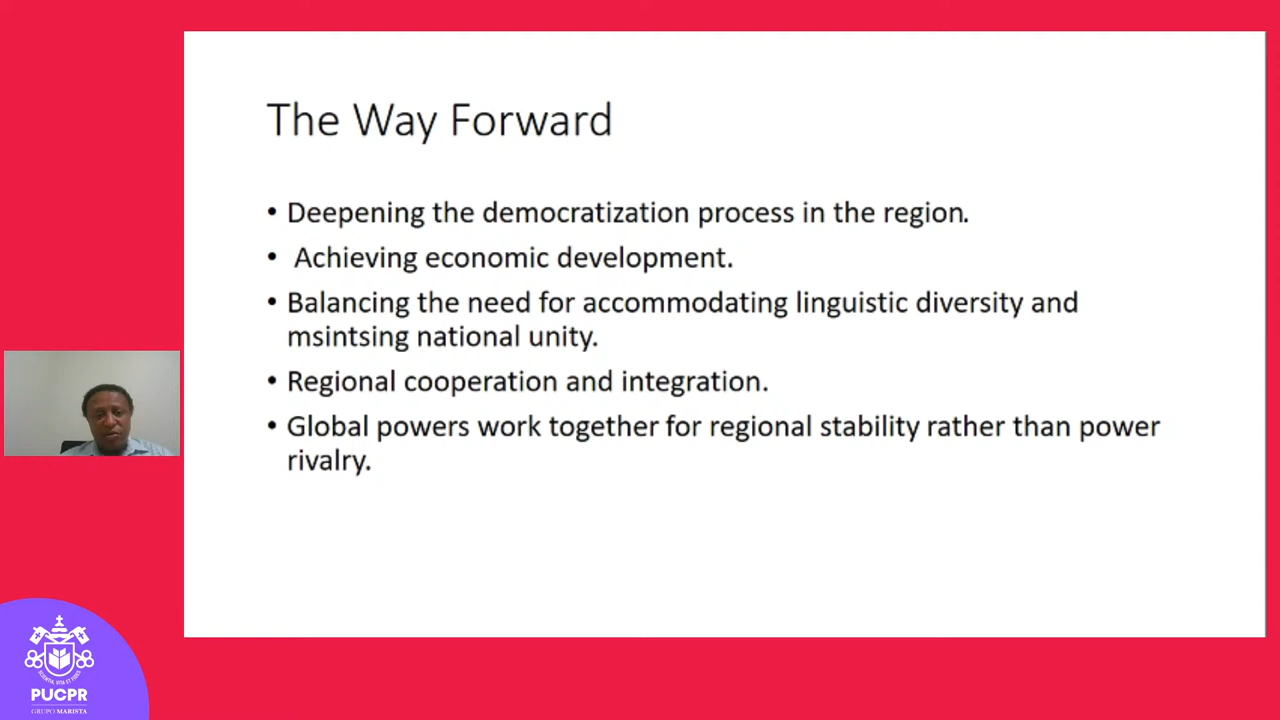 The Way Forward
• Deepening the democratization process in the region.
• Achieving economic development.
• Balancing the need for accommodating linguistic diversity and
msintsing national unity.
• Regional cooperation and integration.
• Global powers work together for regional stability rather than power
rivalry.
PUCPR
GRUPO MARISTA